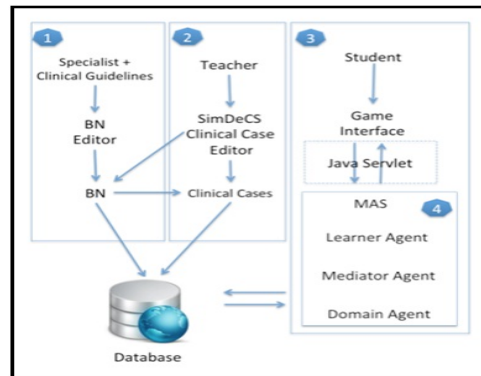 1
Specialist +
Clinical Guidelines
BN
Editor
BN
2
Teacher
SimDeCS
Clinical Case
Editor
Clinical Cases
3
Student
Game
Interface
Java Servlet
4
MAS
Learner Agent
Mediator Agent
Domain Agent
Database